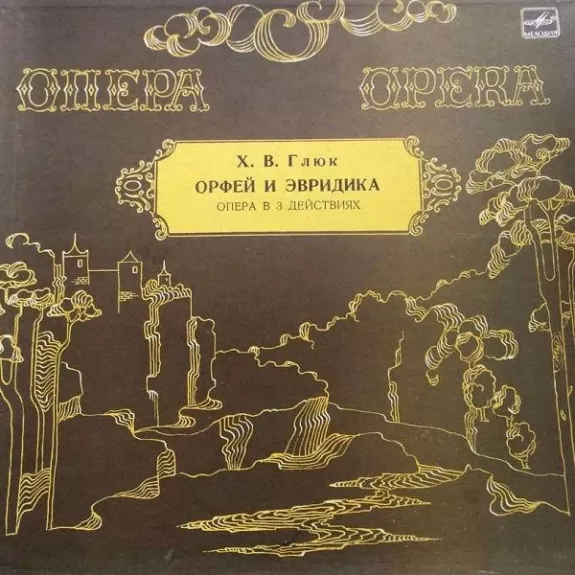 МЕЛОДИЯ
ОПЕРА OPERA
Х. В. Глюк
ОРФЕЙ И ЭВРИДИКА
ОПЕРА В 3 ДЕЙСТВИЯХ